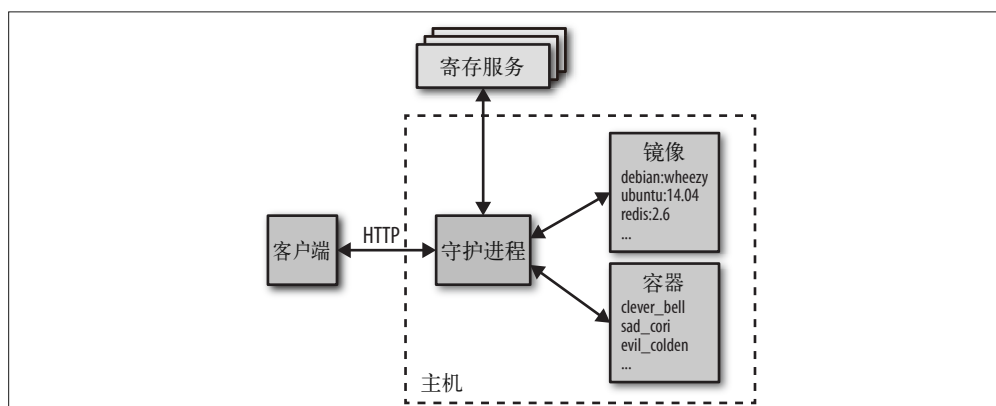 寄存服务
镜像
debian:wheezy
ubuntu:14.04
redis:2.6
...
客户端
HTTP
守护进程
容器
clever_bell
sad_cori
evil_colden
...
主机